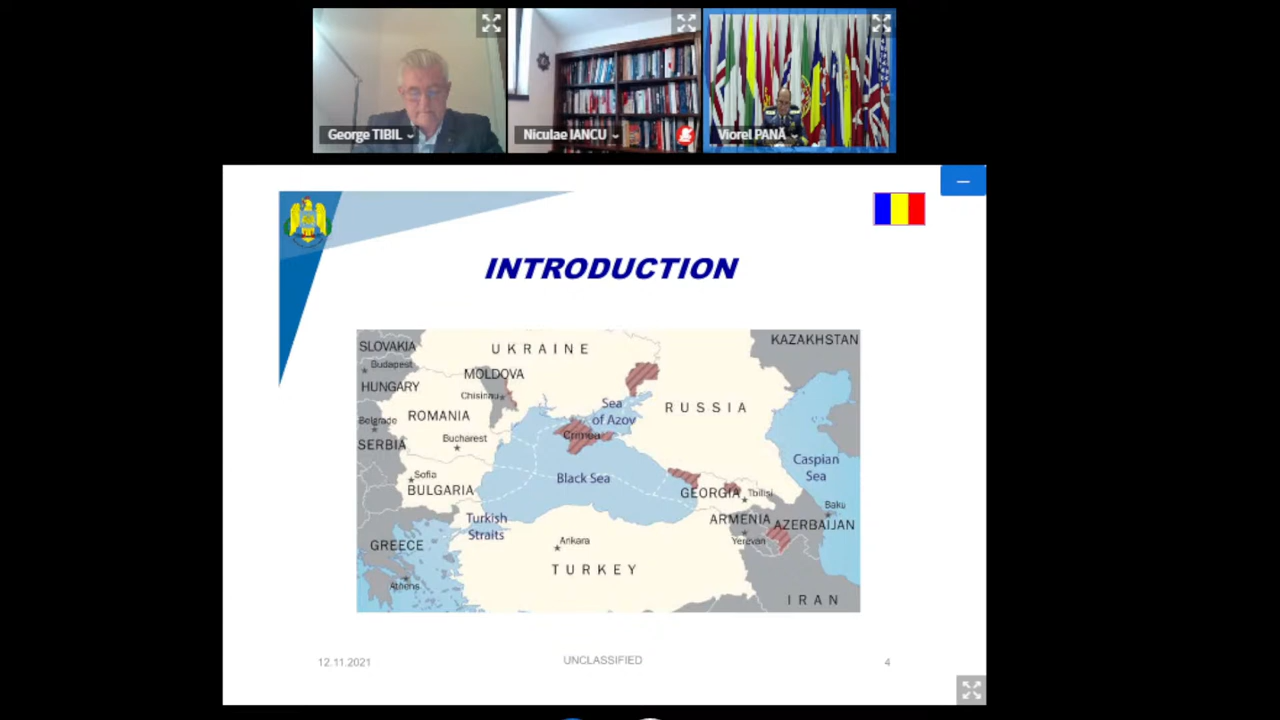 George TIBIL
Niculae IANCU
Viorel PANĂ
INTRODUCTION
SLOVAKIA
UKRAINE
KAZAKHSTAN
Budapest
MOLDOVA
HUNGARY
Chisinau
Sea
of Azov
RUSSIA
ROMANIA
Belgrade
Bucharest
Crimea
SERBIA
Caspian
Sea
Sofia
Black Sea
BULGARIA
GEORGIA
Tbilisi
Baku
Turkish
Straits
ARMENIA
AZERBAIJAN
GREECE
Ankara
Yerevan
TURKEY
Athens
IRAN
12.11.2021
UNCLASSIFIED
4